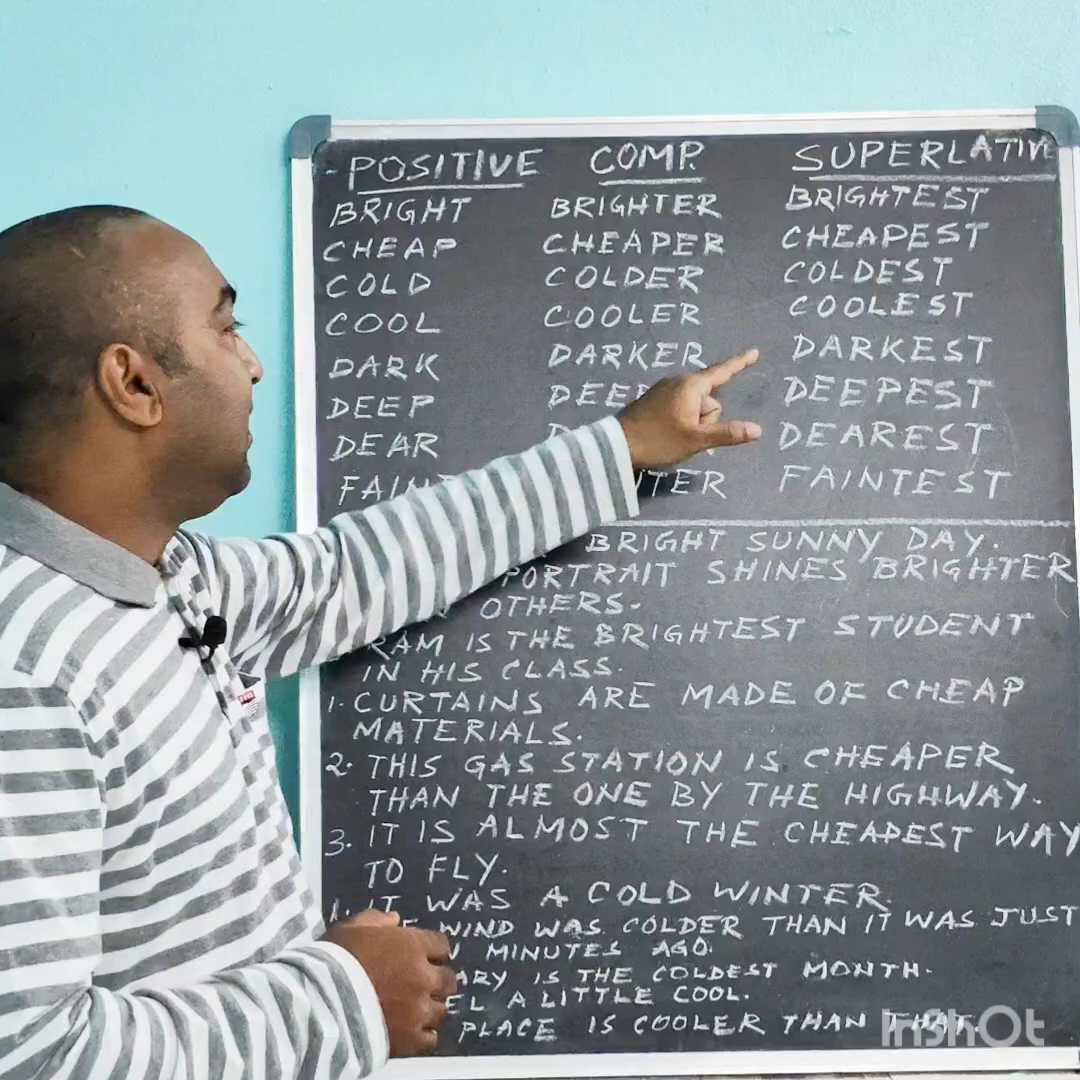 POSITIVE COMP. SUPERLATIVE
BRIGHT BRIGHTER BRIGHTEST
CHEAP CHEAPER CHEAPEST
COLD COLDER COLDEST
COOL COOLER COOLEST
DARK DARKER DARKEST
DEEP DEEPEST
DEAR DEAREST
FAINTEST
BRIGHT SUNNY DAY.
PORTRAIT SHINES BRIGHTER
OTHERS.
RAM IS THE BRIGHTEST STUDENT
IN HIS CLASS.
1. CURTAINS ARE MADE OF CHEAP
MATERIALS.
2. THIS GAS STATION IS CHEAPER
THAN THE ONE BY THE HIGHWAY.
3. IT IS ALMOST THE CHEAPEST WAY
TO FLY.
1. IT WAS A COLD WINTER.
WIND WAS COLDER THAN IT WAS JUST
MINUTES AGO.
IS THE COLDEST MONTH.
A LITTLE COOL.
PLACE IS COOLER THAN THAT.
InShOt